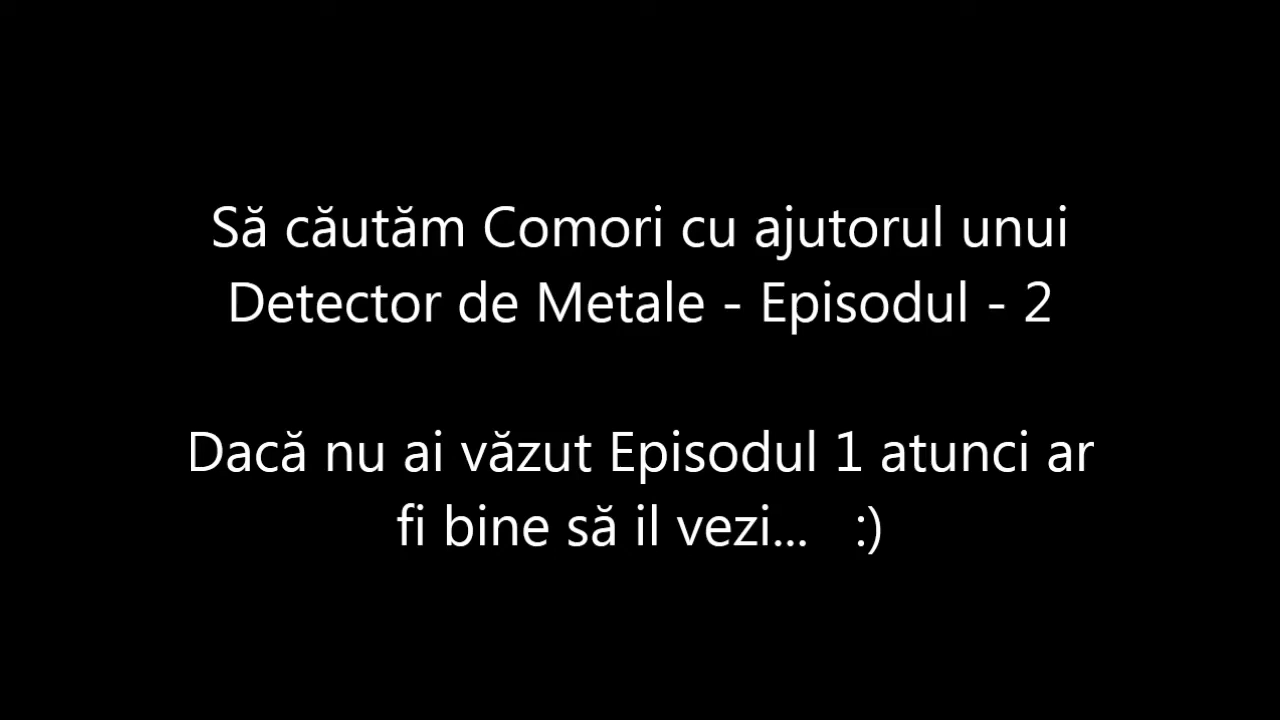 Să căutăm Comori cu ajutorul unui
Detector de Metale - Episodul - 2
Dacă nu ai văzut Episodul 1 atunci ar
fi bine să il vezi... :)